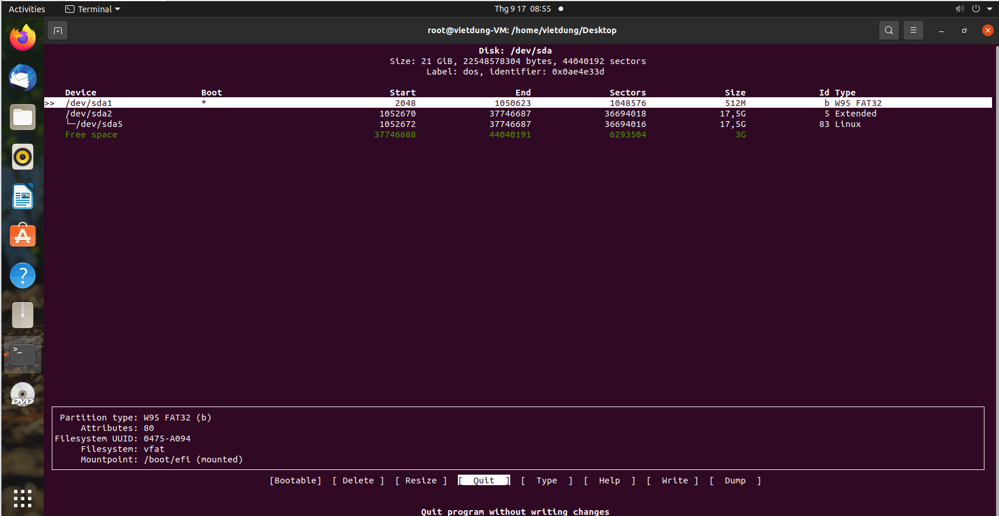 Activities Terminal Thg 9 17 08:55
root@vietdung-VM: /home/vietdung/Desktop
Disk: /dev/sda
Size: 21 GiB, 22548578304 bytes, 44040192 sectors
Label: dos, identifier: 0x0ae4e33d
Device Boot Start End Sectors Size Id Type
>> /dev/sda1 * 2048 1050623 1048576 512M b W95 FAT32
/dev/sda2 1052670 37746687 36694018 17,5G 5 Extended
└─/dev/sda5 1052672 37746687 36694016 17,5G 83 Linux
Free space 37746688 44040191 6293504 3G
Partition type: W95 FAT32 (b)
Attributes: 80
Filesystem UUID: 0475-A094
Filesystem: vfat
Mountpoint: /boot/efi (mounted)
[Bootable] [ Delete ] [ Resize ] [ Quit ] [ Type ] [ Help ] [ Write ] [ Dump ]
Quit program without writing changes
>_
?
DVD